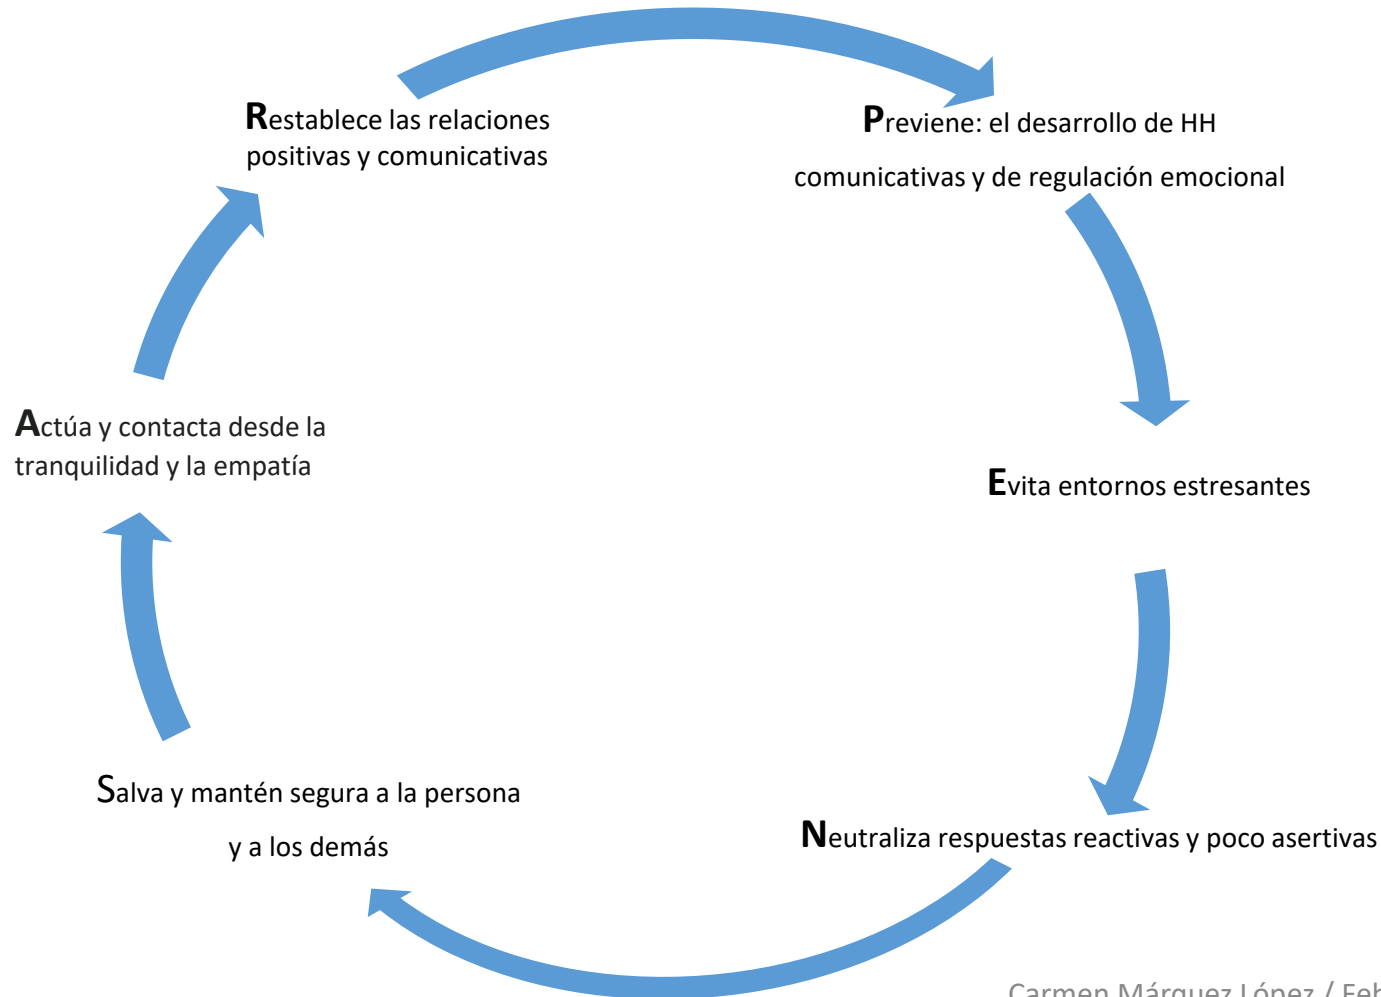 Restablece las relaciones
positivas y comunicativas
Previene: el desarrollo de HH
comunicativas y de regulación emocional
Evita entornos estresantes
Neutraliza respuestas reactivas y poco asertivas
Salva y mantén segura a la persona
y a los demás
Actúa y contacta desde la
tranquilidad y la empatía
Carmen Márquez López /